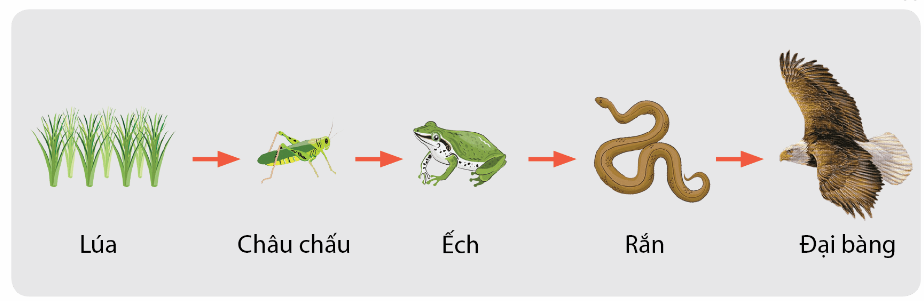 Lúa Châu chấu Ếch Rắn Đại bàng